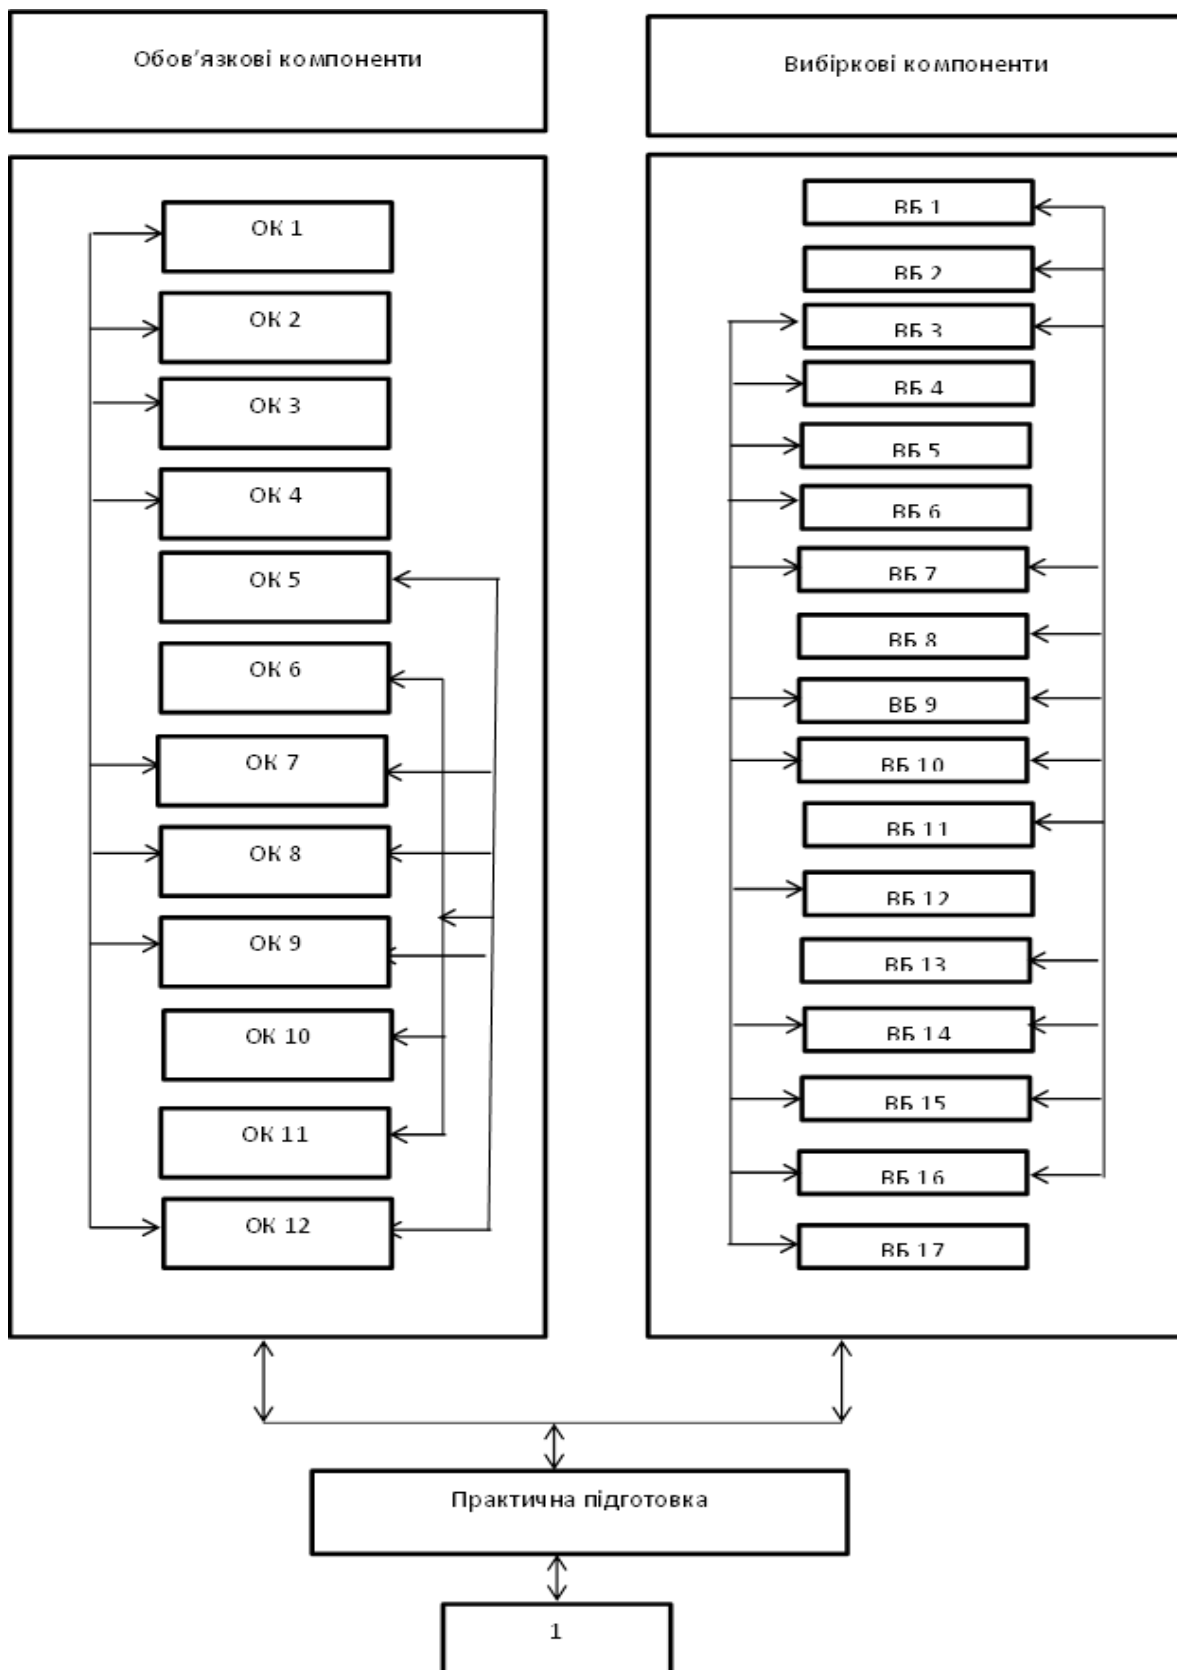 Обов’язкові компоненти
Вибіркові компоненти
ОК 1
ОК 2
ОК 3
ОК 4
ОК 5
ОК 6
ОК 7
ОК 8
ОК 9
ОК 10
ОК 11
ОК 12
ВБ 1
ВБ 2
ВБ 3
ВБ 4
ВБ 5
ВБ 6
ВБ 7
ВБ 8
ВБ 9
ВБ 10
ВБ 11
ВБ 12
ВБ 13
ВБ 14
ВБ 15
ВБ 16
ВБ 17
Практична підготовка
1